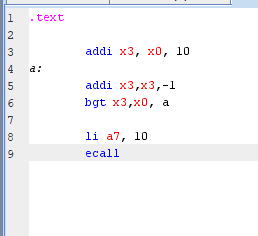 1 .text
2
3 addi x3, x0, 10
4 a:
5 addi x3,x3,-1
6 bgt x3,x0, a
7
8 li a7, 10
9 ecall